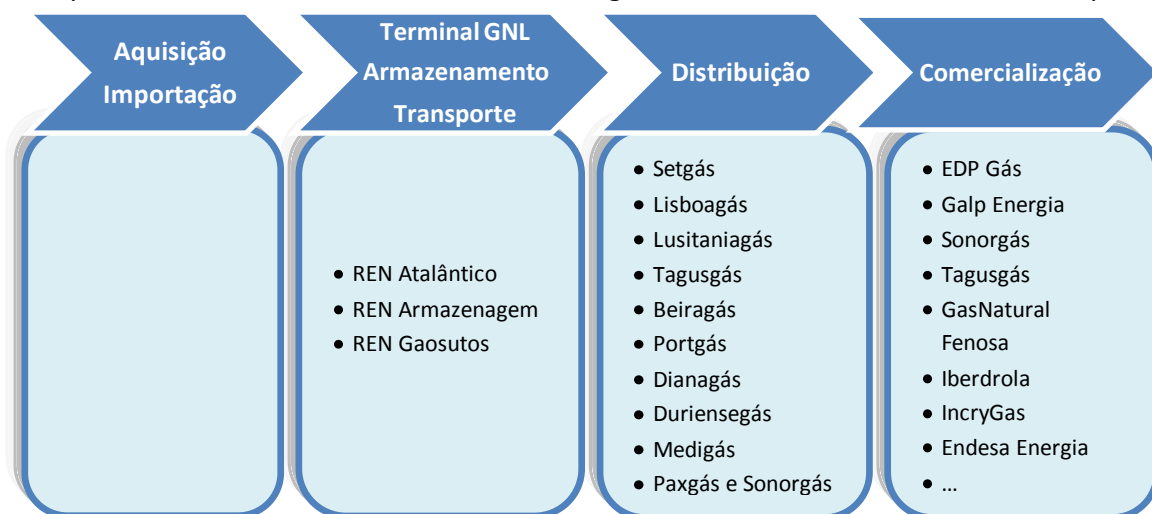 Aquisição
Importação
Terminal GNL
Armazenamento
Transporte
Distribuição
Comercialização
• REN Atalântico
• REN Armazenagem
• REN Gaosutos
• Setgás
• Lisboagás
• Lusitaniagás
• Tagusgás
• Beiragás
• Portgás
• Dianagás
• Duriensegás
• Medigás
• Paxgás e Sonorgás
• EDP Gás
• Galp Energia
• Sonorgás
• Tagusgás
• GasNatural
Fenosa
• Iberdrola
• IncryGas
• Endesa Energia
• ...